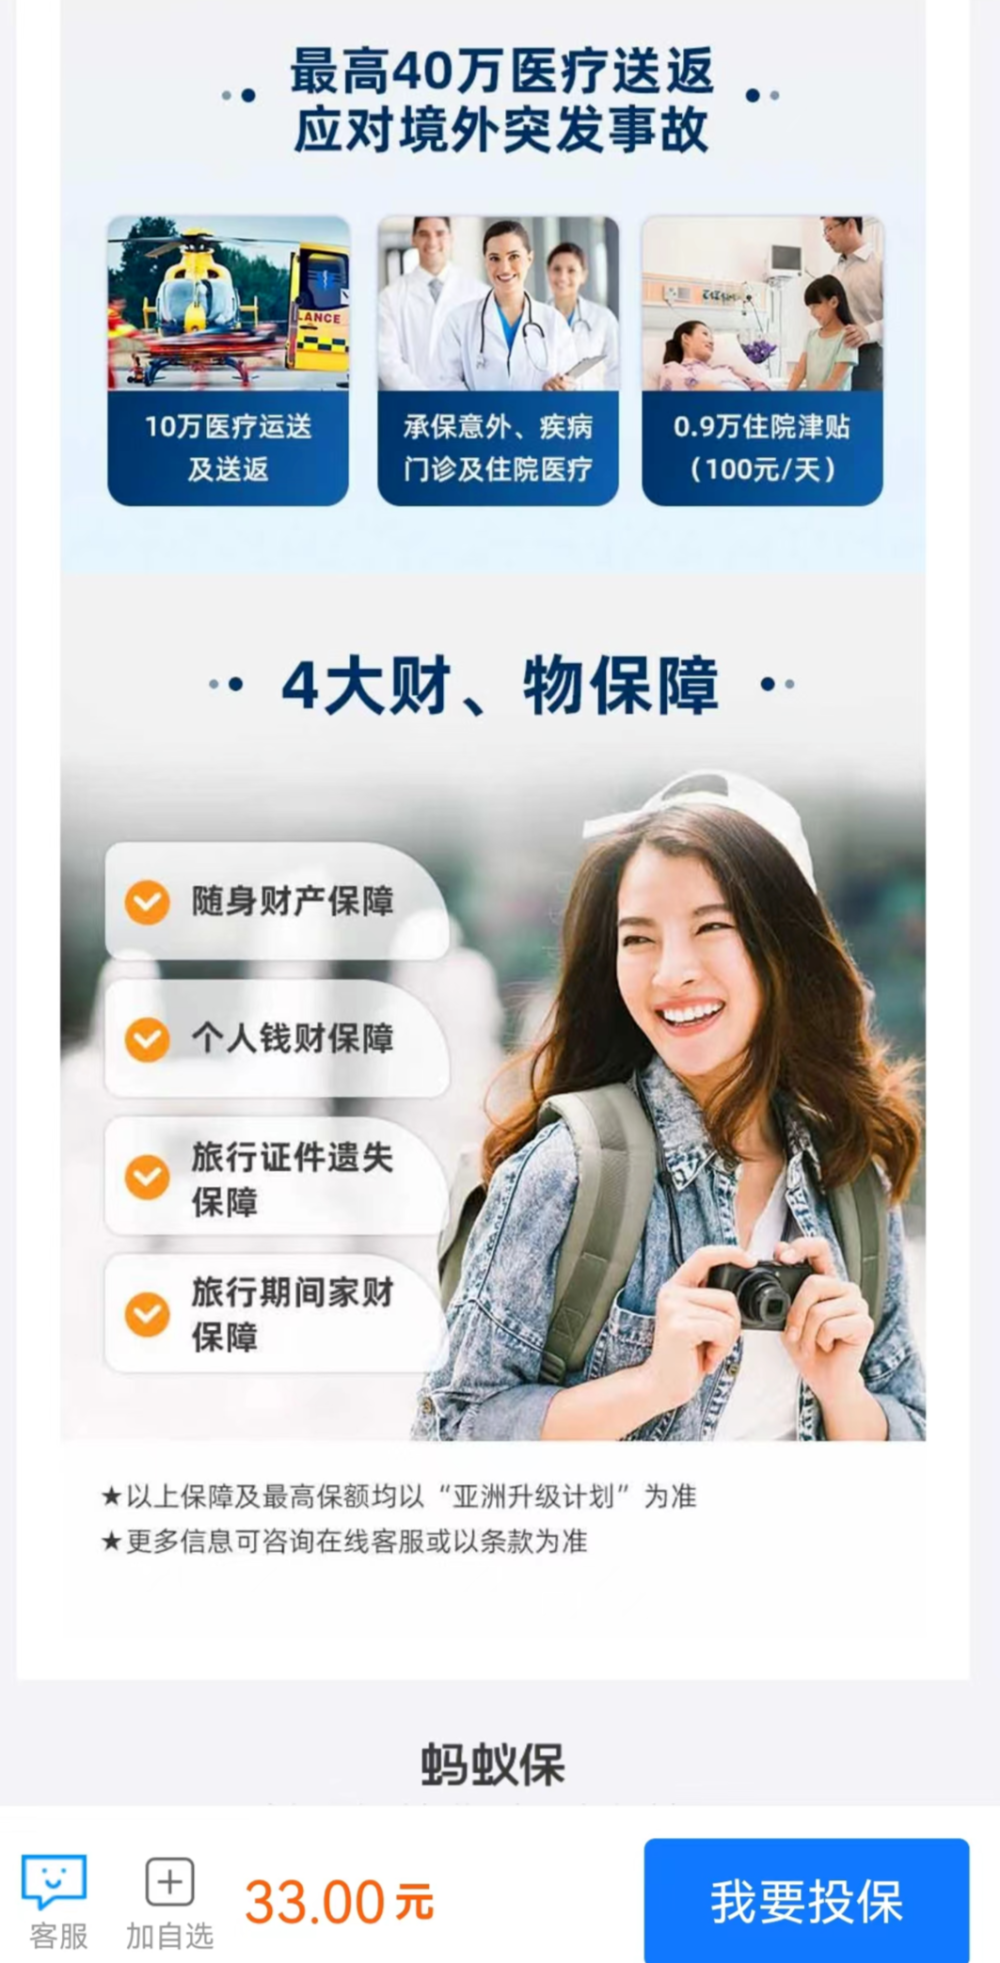 最高40万医疗送返
应对境外突发事故
LANCE
10万医疗运送
及送返
承保意外、疾病
门诊及住院医疗
0.9万住院津贴
(100元/天)
4大财、物保障
随身财产保障
个人钱财保障
旅行证件遗失
保障
旅行期间家财
保障
★以上保障及最高保额均以“亚洲升级计划”为准
★更多信息可咨询在线客服或以条款为准
蚂蚁保
客服
加自选
33.00元
我要投保